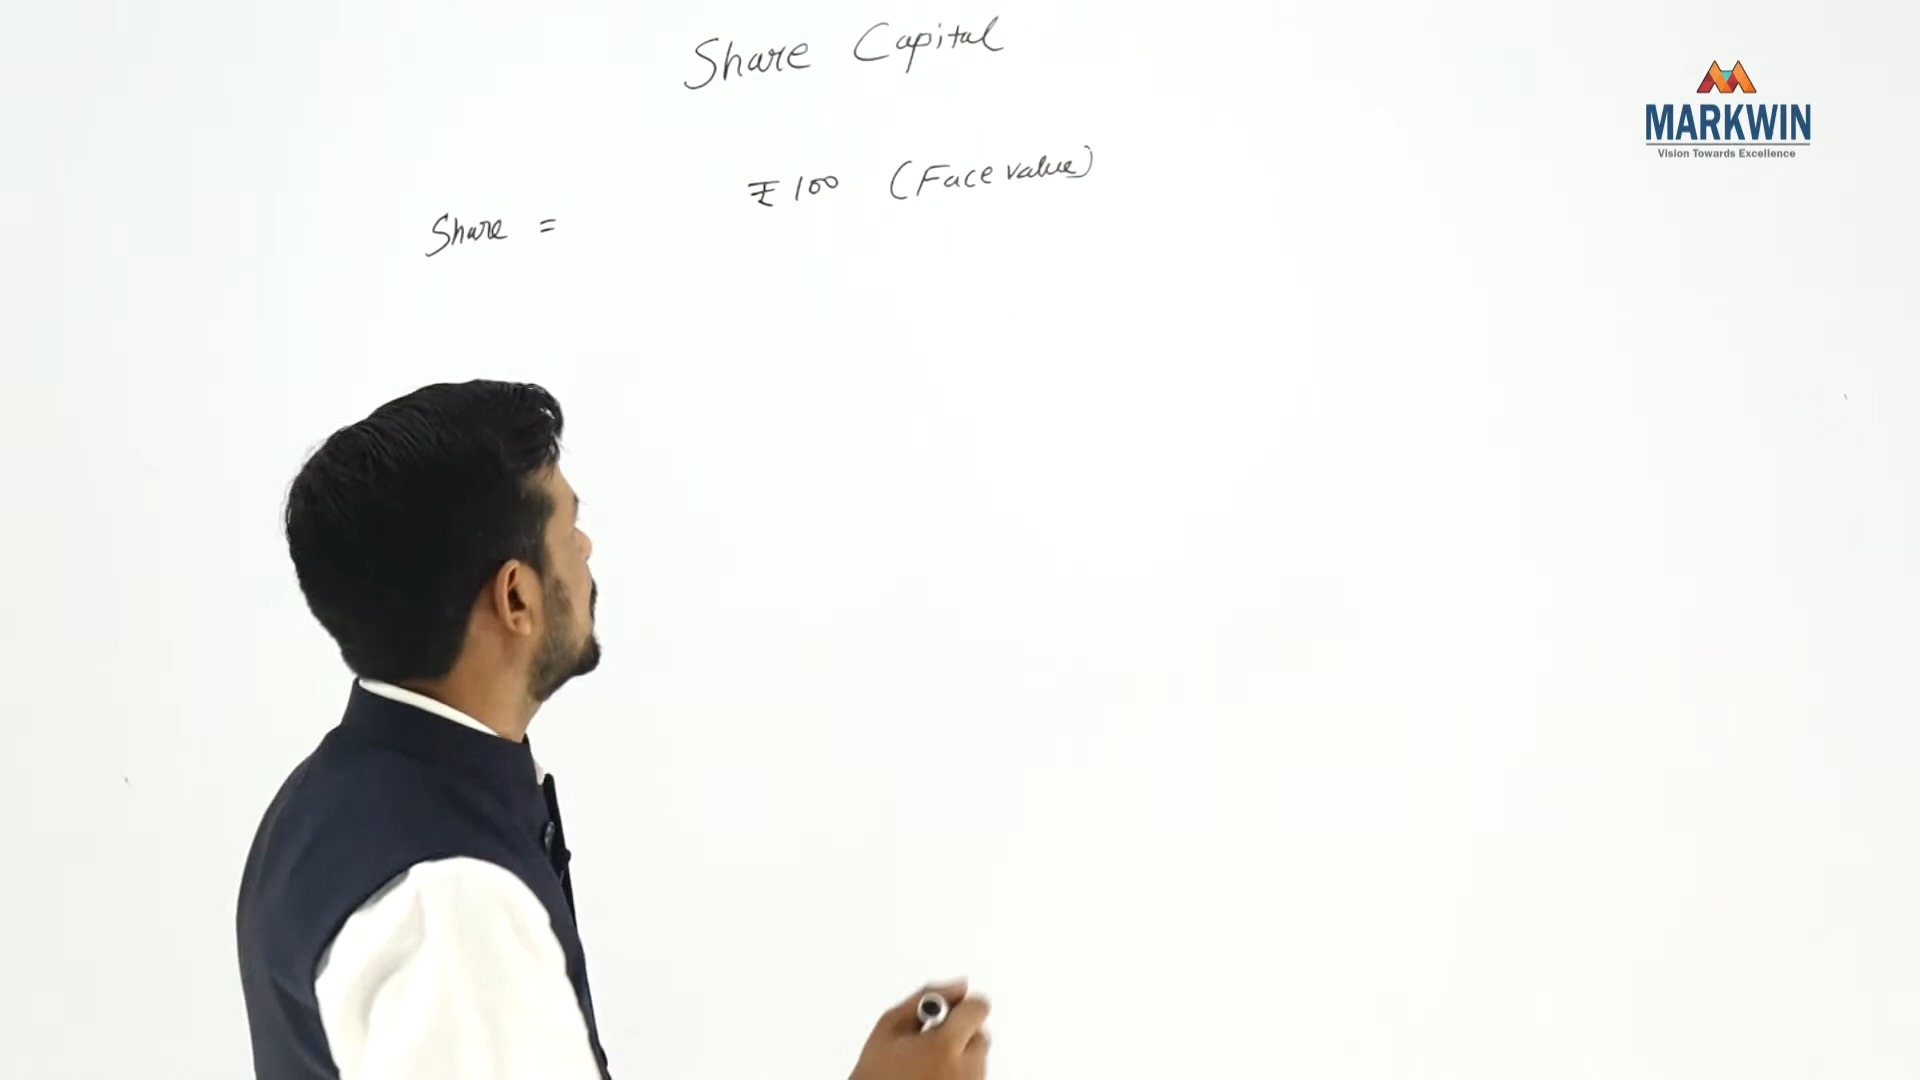 Share Capital
MARKWIN
Vision Towards Excellence
₹100 (Face value)
Share =